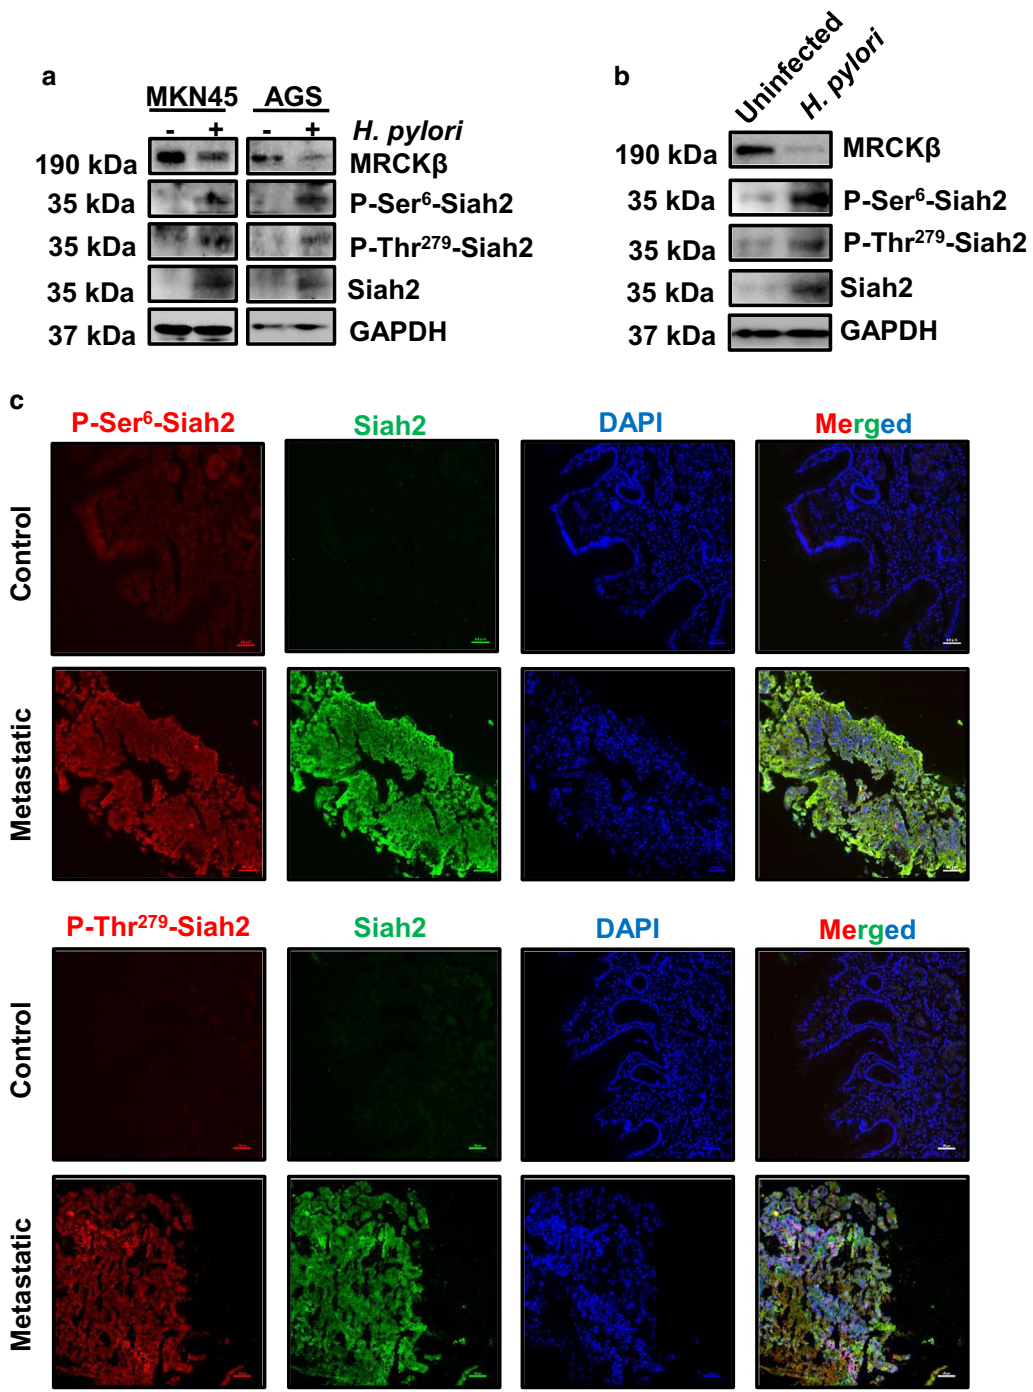 a
MKN45 AGS
- + - + H. pylori
190 kDa MRCKβ
35 kDa P-Ser⁶-Siah2
35 kDa P-Thr²⁷⁹-Siah2
35 kDa Siah2
37 kDa GAPDH
b
Uninfected H. pylori
190 kDa MRCKβ
35 kDa P-Ser⁶-Siah2
35 kDa P-Thr²⁷⁹-Siah2
35 kDa Siah2
37 kDa GAPDH
c
P-Ser⁶-Siah2 Siah2 DAPI Merged
Control
Metastatic
P-Thr²⁷⁹-Siah2 Siah2 DAPI Merged
Control
Metastatic